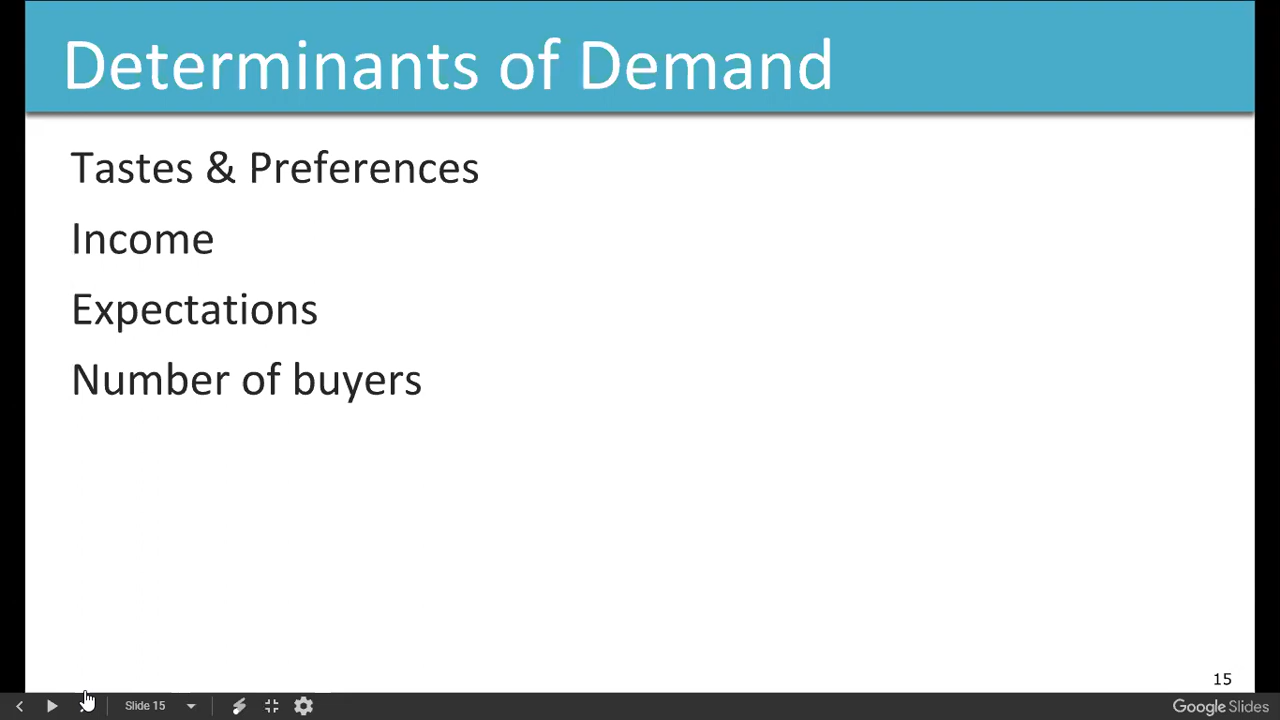 Determinants of Demand
Tastes & Preferences
Income
Expectations
Number of buyers
15
Slide 15
Google Slides